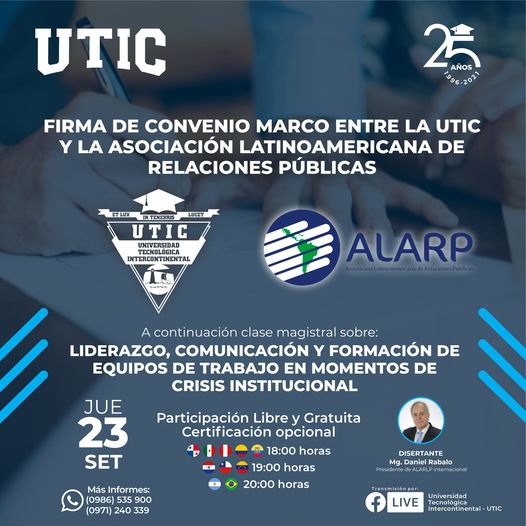 UTIC
25
AÑOS
1996-2021
FIRMA DE CONVENIO MARCO ENTRE LA UTIC
Y LA ASOCIACIÓN LATINOAMERICANA DE
RELACIONES PÚBLICAS
ET LUX IN TENEBRIS LUCET
UTIC
UNIVERSIDAD
TECNOLÓGICA
INTERCONTINENTAL
ALARP
Asociación Latinoamericana de Relaciones Públicas
A continuación clase magistral sobre:
LIDERAZGO, COMUNICACIÓN Y FORMACIÓN DE
EQUIPOS DE TRABAJO EN MOMENTOS DE
CRISIS INSTITUCIONAL
JUE
23
SET
Participación Libre y Gratuita
Certificación opcional
18:00 horas
19:00 horas
20:00 horas
DISERTANTE
Mg. Daniel Rabalo
Presidente de ALARLP internacional
Más Informes:
(0986) 535 900
(0971) 240 339
Transmisión por:
LIVE
Universidad
Tecnológica
Intercontinental - UTIC